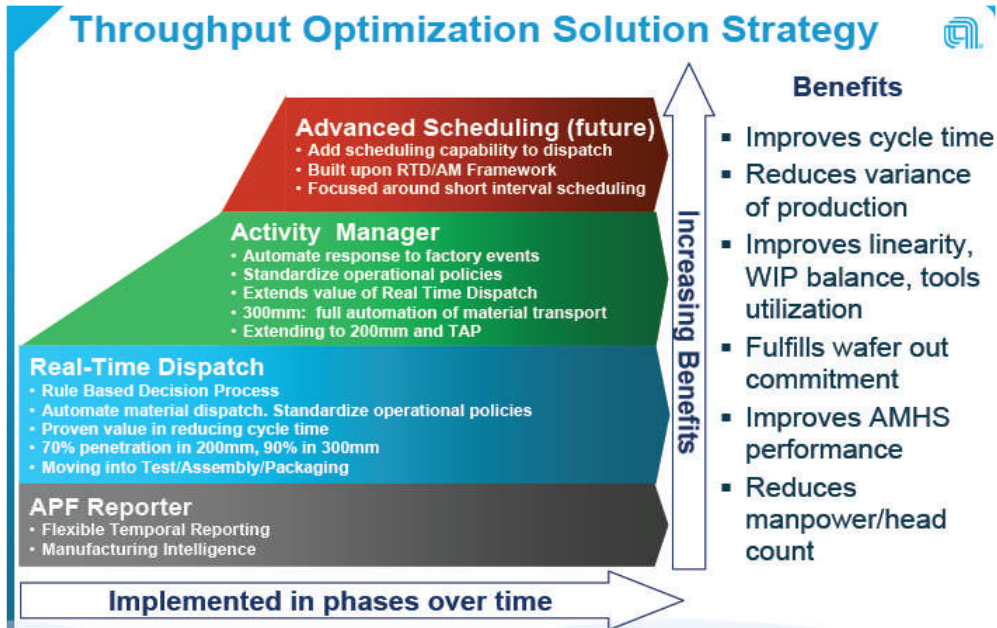 Throughput Optimization Solution Strategy
Advanced Scheduling (future)
• Add scheduling capability to dispatch
• Built upon RTD/AM Framework
• Focused around short interval scheduling
Activity Manager
• Automate response to factory events
• Standardize operational policies
• Extends value of Real Time Dispatch
• 300mm: full automation of material transport
• Extending to 200mm and TAP
Real-Time Dispatch
• Rule Based Decision Process
• Automate material dispatch. Standardize operational policies
• Proven value in reducing cycle time
• 70% penetration in 200mm, 90% in 300mm
• Moving into Test/Assembly/Packaging
APF Reporter
• Flexible Temporal Reporting
• Manufacturing Intelligence
Implemented in phases over time
Increasing Benefits
Benefits
▪ Improves cycle time
▪ Reduces variance
of production
▪ Improves linearity,
WIP balance, tools
utilization
▪ Fulfills wafer out
commitment
▪ Improves AMHS
performance
▪ Reduces
manpower/head
count